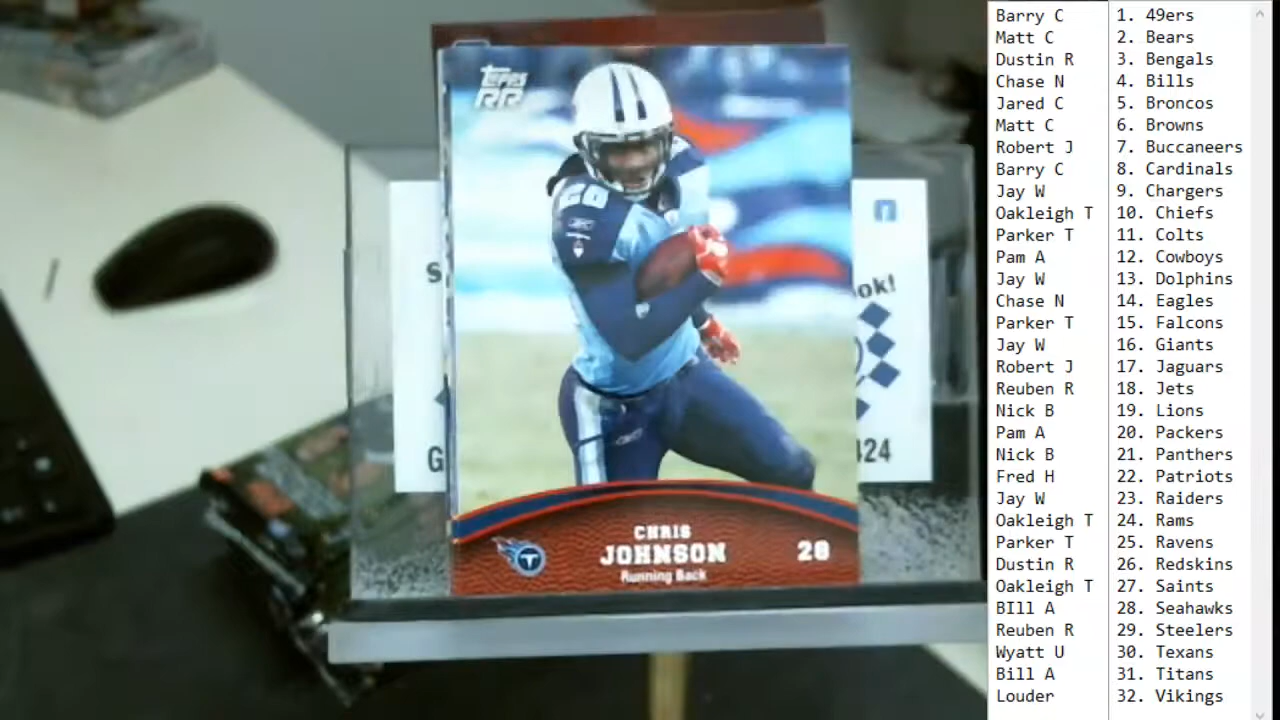 TOPPS
RR
28
CHRIS
JOHNSON
28
Running Back
T
S
ok!
G
424
Barry C 1. 49ers
Matt C 2. Bears
Dustin R 3. Bengals
Chase N 4. Bills
Jared C 5. Broncos
Matt C 6. Browns
Robert J 7. Buccaneers
Barry C 8. Cardinals
Jay W 9. Chargers
Oakleigh T 10. Chiefs
Parker T 11. Colts
Pam A 12. Cowboys
Jay W 13. Dolphins
Chase N 14. Eagles
Parker T 15. Falcons
Jay W 16. Giants
Robert J 17. Jaguars
Reuben R 18. Jets
Nick B 19. Lions
Pam A 20. Packers
Nick B 21. Panthers
Fred H 22. Patriots
Jay W 23. Raiders
Oakleigh T 24. Rams
Parker T 25. Ravens
Dustin R 26. Redskins
Oakleigh T 27. Saints
BIll A 28. Seahawks
Reuben R 29. Steelers
Wyatt U 30. Texans
Bill A 31. Titans
Louder 32. Vikings